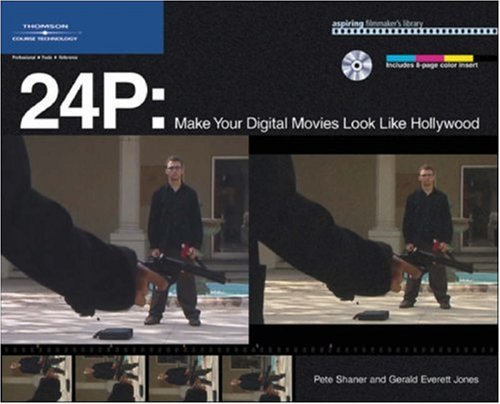 THOMSON
COURSE TECHNOLOGY
Professional ■ Trade ■ Reference
aspiring filmmaker's library
Includes 8-page color insert
24P: Make Your Digital Movies Look Like Hollywood
Pete Shaner and Gerald Everett Jones